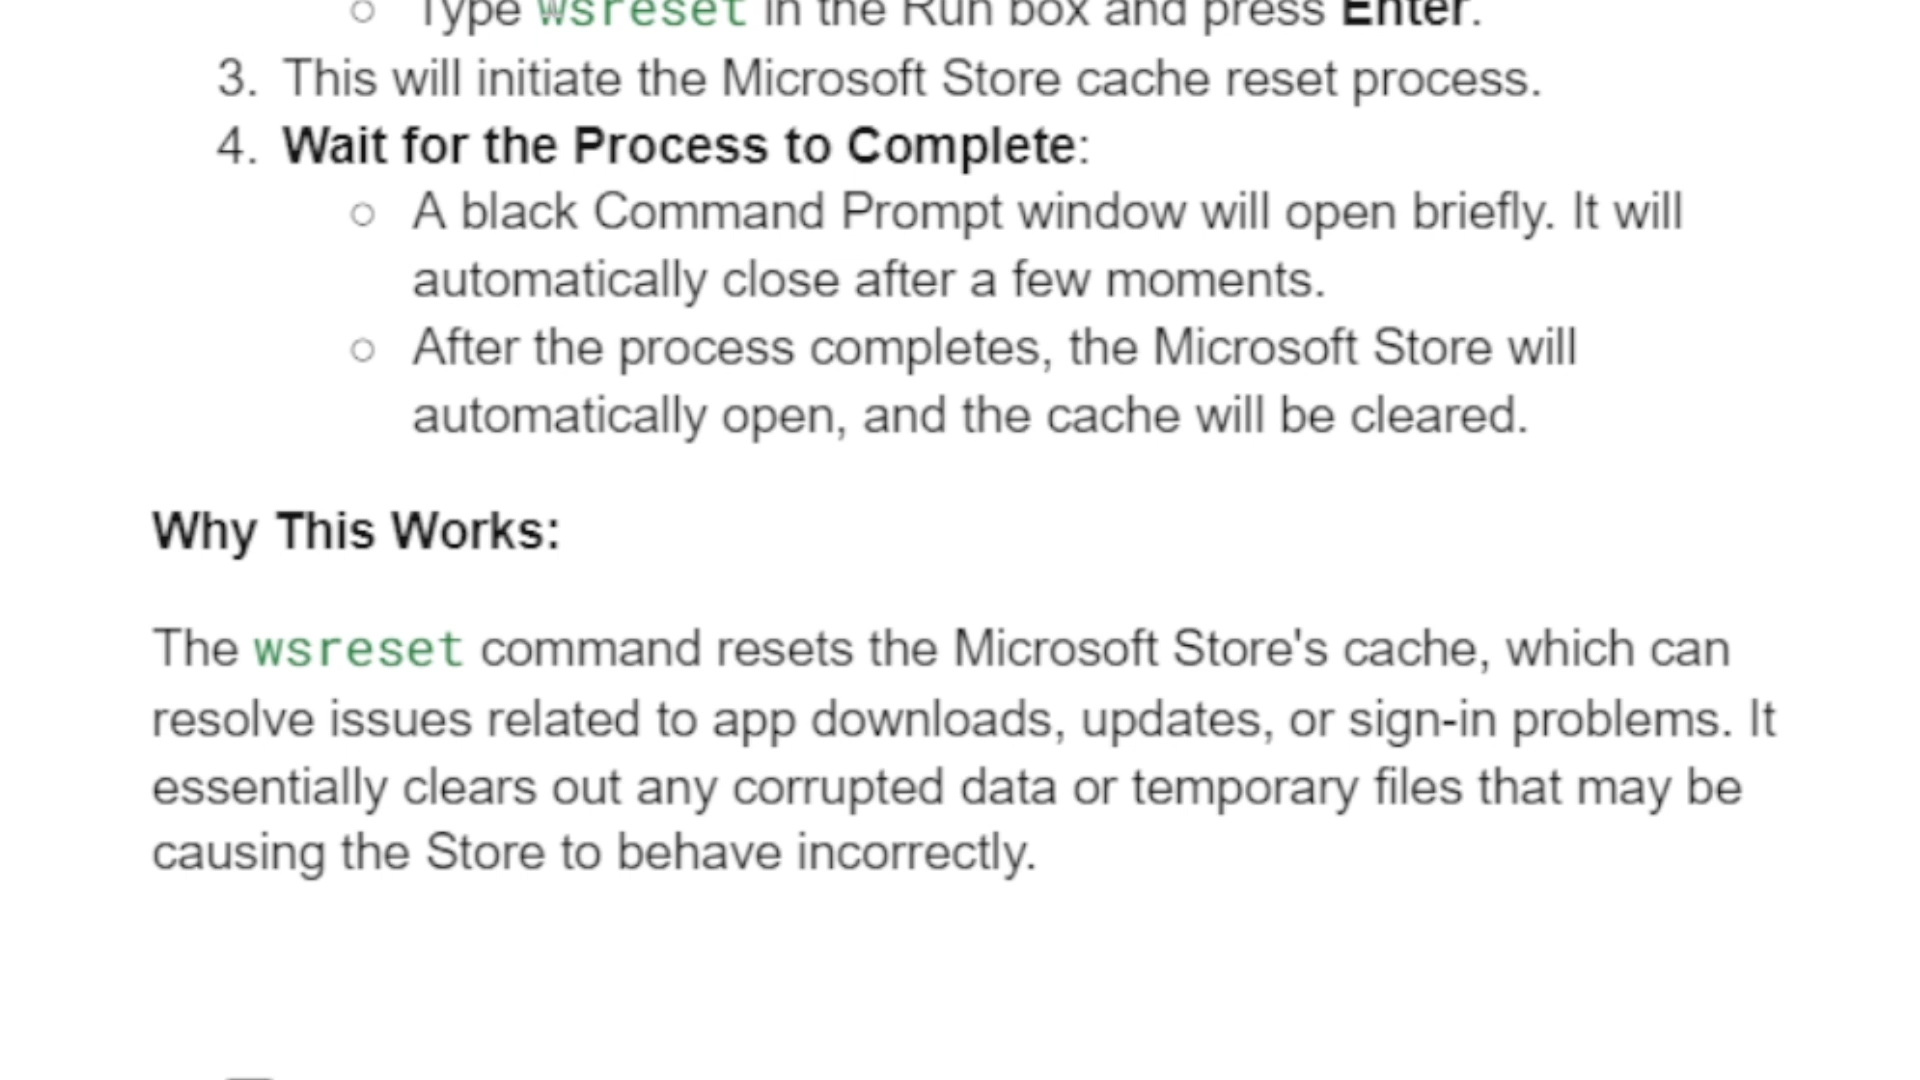 ○ Type wsreset in the Run box and press Enter.
3. This will initiate the Microsoft Store cache reset process.
4. Wait for the Process to Complete:
○ A black Command Prompt window will open briefly. It will
automatically close after a few moments.
○ After the process completes, the Microsoft Store will
automatically open, and the cache will be cleared.
Why This Works:
The wsreset command resets the Microsoft Store's cache, which can
resolve issues related to app downloads, updates, or sign-in problems. It
essentially clears out any corrupted data or temporary files that may be
causing the Store to behave incorrectly.